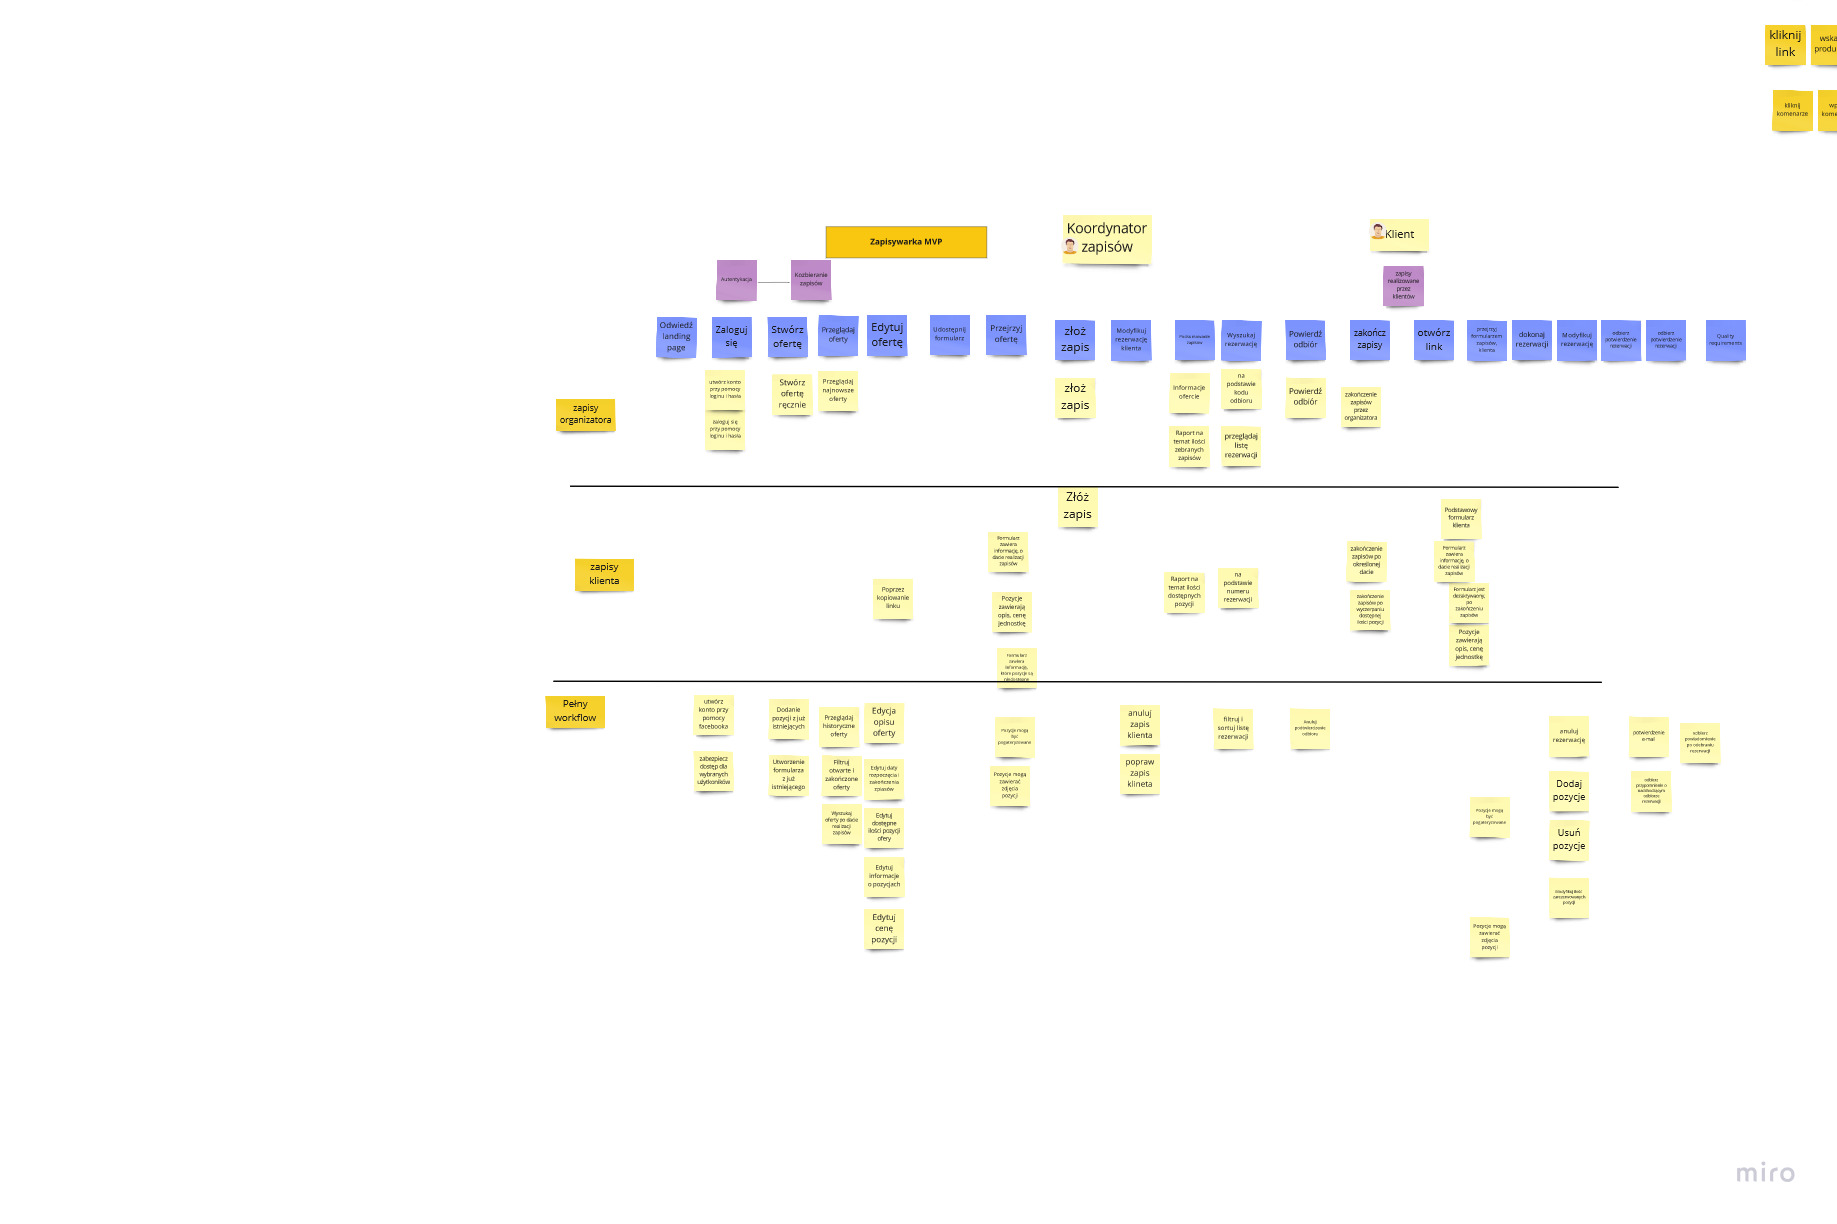 kliknij
link
wska
produ
kliknij
komenarze
wp
kome
Koordynator
zapisów
Klient
Zapisywarka MVP
Autentykacja
Kozbieranie
zapisów
zapisy
realizowane
przez
klientów
Odwiedź
landing
page
Zaloguj
się
Stwórz
ofertę
Przeglądaj
oferty
Edytuj
ofertę
Udostępnij
formularz
Przejrzyj
ofertę
złoż
zapis
Modyfikuj
rezerwację
klienta
Podsumowanie
zapisów
Wyszukaj
rezerwację
Powierdź
odbiór
zakończ
zapisy
otwórz
link
przejrzyj
formularzem
zapisów,
klienta
dokonaj
rezerwacji
Modyfikuj
rezerwację
odbierz
potwierdzenie
rezerwacji
odbierz
potwierdzenie
rezerwacji
Quality
requirements
zapisy
organizatora
utwórz konto
przy pomocy
loginu i hasła
zaloguj się
przy pomocy
loginu i hasła
Stwórz
ofertę
ręcznie
Przeglądaj
najnowsze
oferty
złoż
zapis
Informacje
ofercie
Raport na
temat ilości
zebranych
zapisów
na
podstawie
kodu
odbioru
przeglądaj
listę
rezerwacji
Powierdź
odbiór
zakończenie
zapisów
przez
organizatora
zapisy
klienta
Poprzez
kopiowanie
linku
Formularz
zawiera
informację, o
dacie realizacji
zapisów
Pozycje
zawierają
opis, cenę
jednostkę
Formularz
zawiera
informację,
które pozycje są
niedostępne
Złóż
zapis
Raport na
temat ilości
dostępnych
pozycji
na
podstawie
numeru
rezerwacji
zakończenie
zapisów po
określonej
dacie
zakończenie
zapisów po
wyczerpaniu
dostępnej
ilości pozycji
Podstawowy
formularz
klienta
Formularz
zawiera
informację, o
dacie realizacji
zapisów
Formularz jest
dezaktywaony,
po
zakończeniu
zapisów
Pozycje
zawierają
opis, cenę
jednostkę
Pełny
workflow
utwórz
konto przy
pomocy
facebooka
zabezpiecz
dostęp dla
wybranych
użytkoników
Dodanie
pozycji z już
istniejących
Utworzenie
formularza
z już
istniejącego
Przeglądaj
historyczne
oferty
Filtruj
otwarte i
zakończone
oferty
Wyszukaj
oferty po dacie
realizacji
zapisów
Edycja
opisu
oferty
Edytuj daty
rozpoczęcia i
zakończenia
zpiasów
Edytuj
dostępne
ilości pozycji
ofery
Edytuj
informacje
o pozycjach
Edytuj
cenę
pozycji
Pozycje mogą
być
pogateryzowane
Pozycje mogą
zawierać
zdjęcia
pozycji
anuluj
zapis
klienta
popraw
zapis
klineta
filtruj i
sortuj listę
rezerwacji
Anuluj
potwierdzenie
odbioru
Pozycje mogą
być
pogateryzowane
Pozycje mogą
zawierać
zdjęcia
pozycji
anuluj
rezerwację
Dodaj
pozycje
Usuń
pozycje
zmodyfikuj ilość
zarezerwowanych
pozycji
potwierdzenie
e-mail
odbierz
przypomnienie o
nadchodzącym
odbiorze
rezerwacji
odbierz
powiadomienie
po odebraniu
rezerwacji
miro